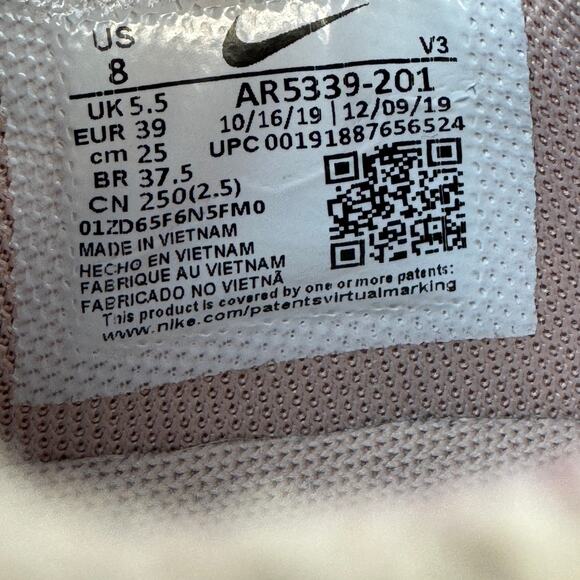 US
8
V3
UK 5.5
AR5339-201
EUR 39
10/16/19 | 12/09/19
cm 25
UPC 00191887656524
BR 37.5
CN 250(2.5)
01ZD65F6N5FM0
MADE IN VIETNAM
HECHO EN VIETNAM
FABRIQUE AU VIETNAM
FABRICADO NO VIETNÃ
This product is covered by one or more patents:
www.nike.com/patentsvirtualmarking